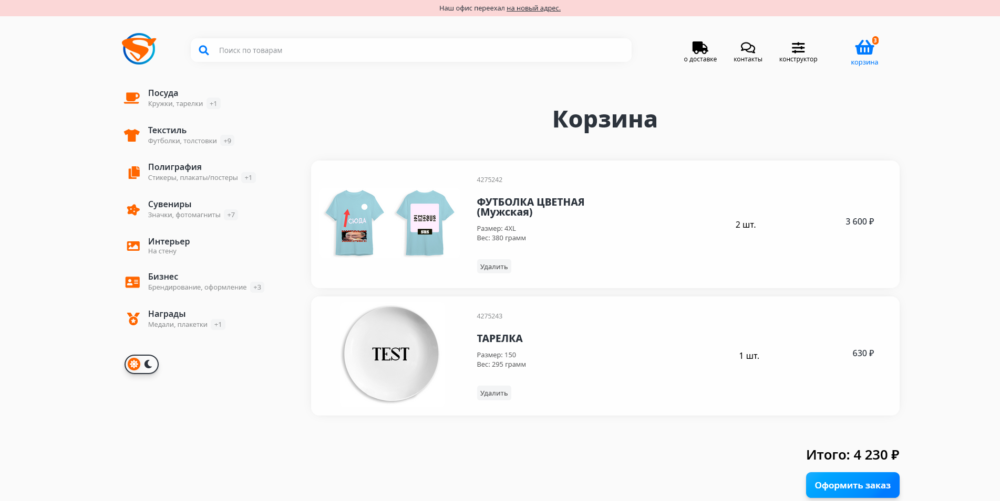 Наш офис переехал на новый адрес.
Поиск по товарам
о доставке
контакты
конструктор
3
корзина
Посуда
Кружки, тарелки +1
Текстиль
Футболки, толстовки +9
Полиграфия
Стикеры, плакаты/постеры +1
Сувениры
Значки, фотомагниты +7
Интерьер
На стену
Бизнес
Брендирование, оформление +3
Награды
Медали, плакетки +1
Корзина
СЮДА
sus
4275242
ФУТБОЛКА ЦВЕТНАЯ
(Мужская)
Размер: 4XL
Вес: 380 грамм
Удалить
2 шт.
3 600 ₽
TEST
4275243
ТАРЕЛКА
Размер: 150
Вес: 295 грамм
Удалить
1 шт.
630 ₽
Итого: 4 230 ₽
Оформить заказ